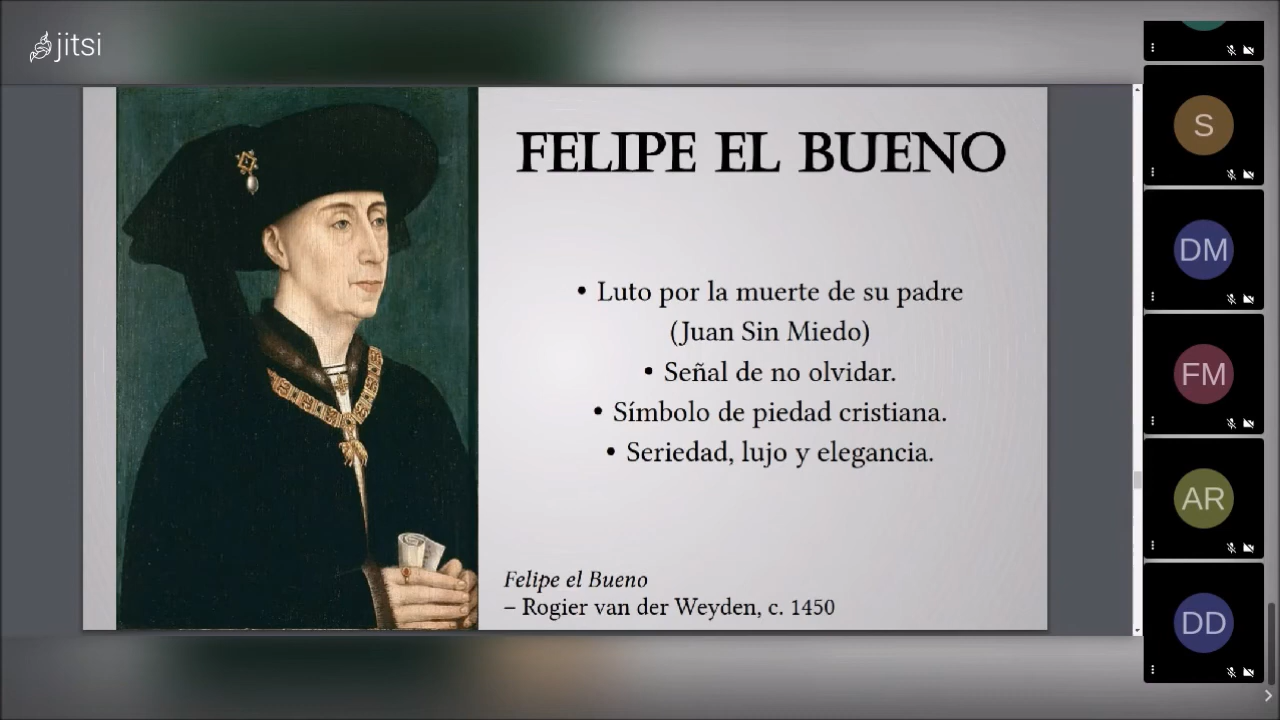 jitsi
FELIPE EL BUENO
• Luto por la muerte de su padre
(Juan Sin Miedo)
• Señal de no olvidar.
• Símbolo de piedad cristiana.
• Seriedad, lujo y elegancia.
Felipe el Bueno
– Rogier van der Weyden, c. 1450
S
DM
FM
AR
DD